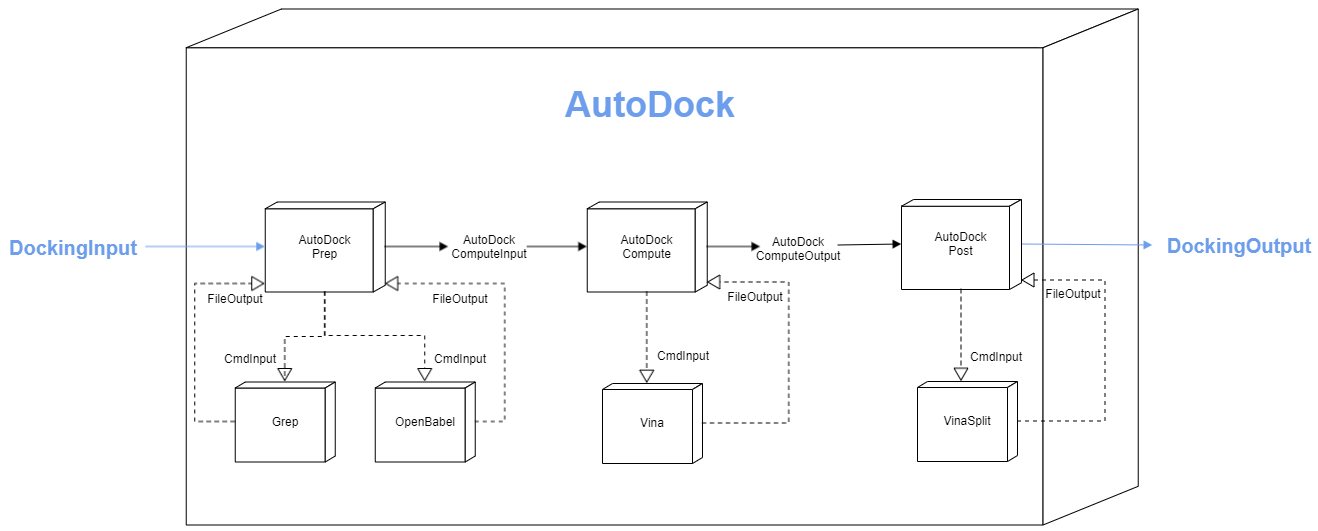 AutoDock
DockingInput
AutoDock
Prep
AutoDock
ComputeInput
AutoDock
Compute
AutoDock
ComputeOutput
AutoDock
Post
DockingOutput
FileOutput
FileOutput
FileOutput
FileOutput
CmdInput
CmdInput
CmdInput
CmdInput
Grep
OpenBabel
Vina
VinaSplit